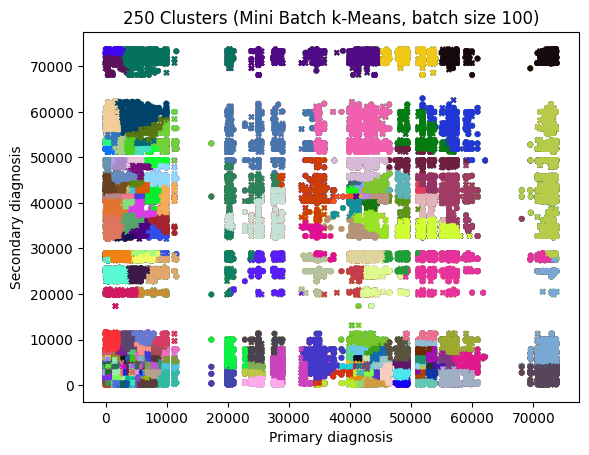 250 Clusters (Mini Batch k-Means, batch size 100)
Secondary diagnosis
70000
60000
50000
40000
30000
20000
10000
0
0 10000 20000 30000 40000 50000 60000 70000
Primary diagnosis